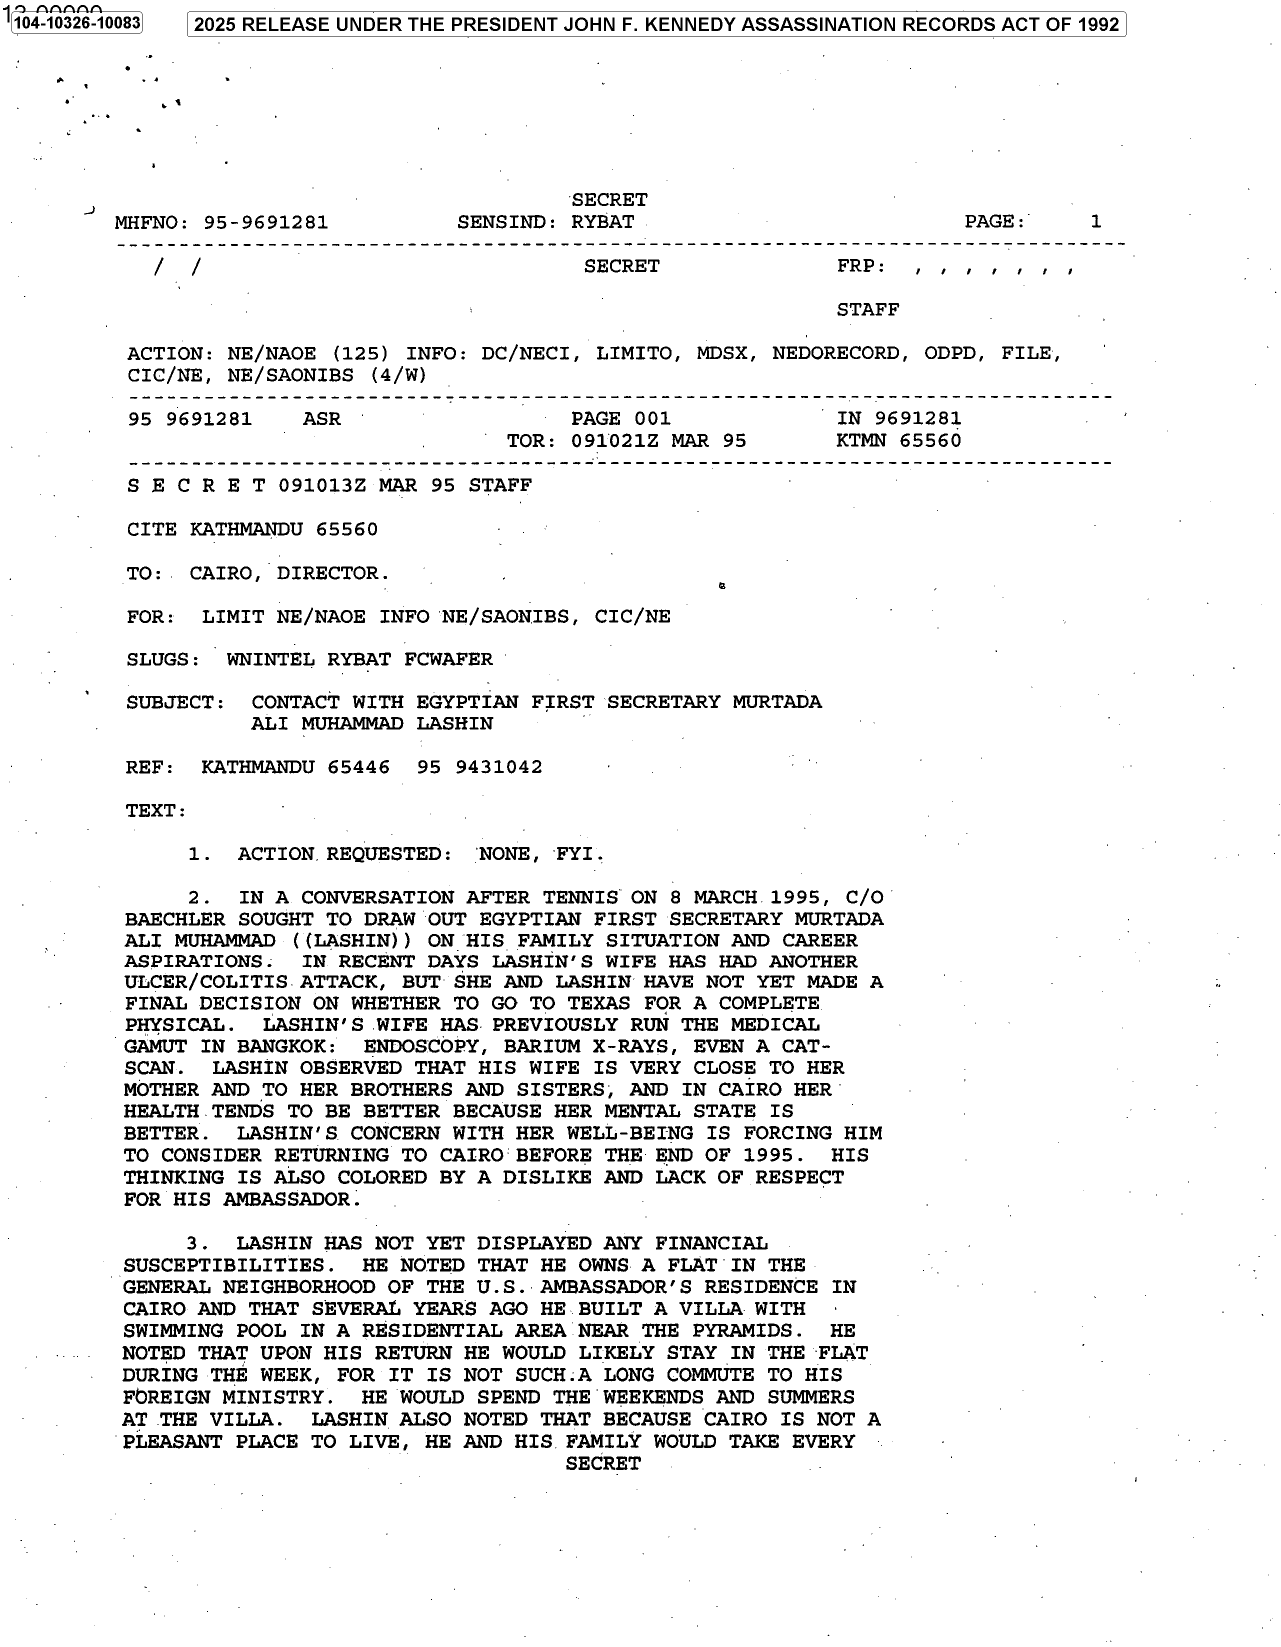 104-10326-10083
2025 RELEASE UNDER THE PRESIDENT JOHN F. KENNEDY ASSASSINATION RECORDS ACT OF 1992
SECRET
MHFNO: 95-9691281 SENSIND: RYBAT PAGE: 1
/ / SECRET FRP: , , , , , , ,
STAFF
ACTION: NE/NAOE (125) INFO: DC/NECI, LIMITO, MDSX, NEDORECORD, ODPD, FILE,
CIC/NE, NE/SAONIBS (4/W)
95 9691281 ASR PAGE 001 IN 9691281
TOR: 091021Z MAR 95 KTMN 65560
S E C R E T 091013Z MAR 95 STAFF
CITE KATHMANDU 65560
TO: CAIRO, DIRECTOR.
FOR: LIMIT NE/NAOE INFO NE/SAONIBS, CIC/NE
SLUGS: WNINTEL RYBAT FCWAFER
SUBJECT: CONTACT WITH EGYPTIAN FIRST SECRETARY MURTADA
ALI MUHAMMAD LASHIN
REF: KATHMANDU 65446 95 9431042
TEXT:
1. ACTION REQUESTED: NONE, FYI.
2. IN A CONVERSATION AFTER TENNIS ON 8 MARCH 1995, C/O
BAECHLER SOUGHT TO DRAW OUT EGYPTIAN FIRST SECRETARY MURTADA
ALI MUHAMMAD ((LASHIN)) ON HIS FAMILY SITUATION AND CAREER
ASPIRATIONS. IN RECENT DAYS LASHIN'S WIFE HAS HAD ANOTHER
ULCER/COLITIS ATTACK, BUT SHE AND LASHIN HAVE NOT YET MADE A
FINAL DECISION ON WHETHER TO GO TO TEXAS FOR A COMPLETE
PHYSICAL. LASHIN'S WIFE HAS PREVIOUSLY RUN THE MEDICAL
GAMUT IN BANGKOK: ENDOSCOPY, BARIUM X-RAYS, EVEN A CAT-
SCAN. LASHIN OBSERVED THAT HIS WIFE IS VERY CLOSE TO HER
MOTHER AND TO HER BROTHERS AND SISTERS, AND IN CAIRO HER
HEALTH TENDS TO BE BETTER BECAUSE HER MENTAL STATE IS
BETTER. LASHIN'S CONCERN WITH HER WELL-BEING IS FORCING HIM
TO CONSIDER RETURNING TO CAIRO BEFORE THE END OF 1995. HIS
THINKING IS ALSO COLORED BY A DISLIKE AND LACK OF RESPECT
FOR HIS AMBASSADOR.
3. LASHIN HAS NOT YET DISPLAYED ANY FINANCIAL
SUSCEPTIBILITIES. HE NOTED THAT HE OWNS A FLAT IN THE
GENERAL NEIGHBORHOOD OF THE U.S. AMBASSADOR'S RESIDENCE IN
CAIRO AND THAT SEVERAL YEARS AGO HE BUILT A VILLA WITH
SWIMMING POOL IN A RESIDENTIAL AREA NEAR THE PYRAMIDS. HE
NOTED THAT UPON HIS RETURN HE WOULD LIKELY STAY IN THE FLAT
DURING THE WEEK, FOR IT IS NOT SUCH A LONG COMMUTE TO HIS
FOREIGN MINISTRY. HE WOULD SPEND THE WEEKENDS AND SUMMERS
AT THE VILLA. LASHIN ALSO NOTED THAT BECAUSE CAIRO IS NOT A
PLEASANT PLACE TO LIVE, HE AND HIS FAMILY WOULD TAKE EVERY
SECRET